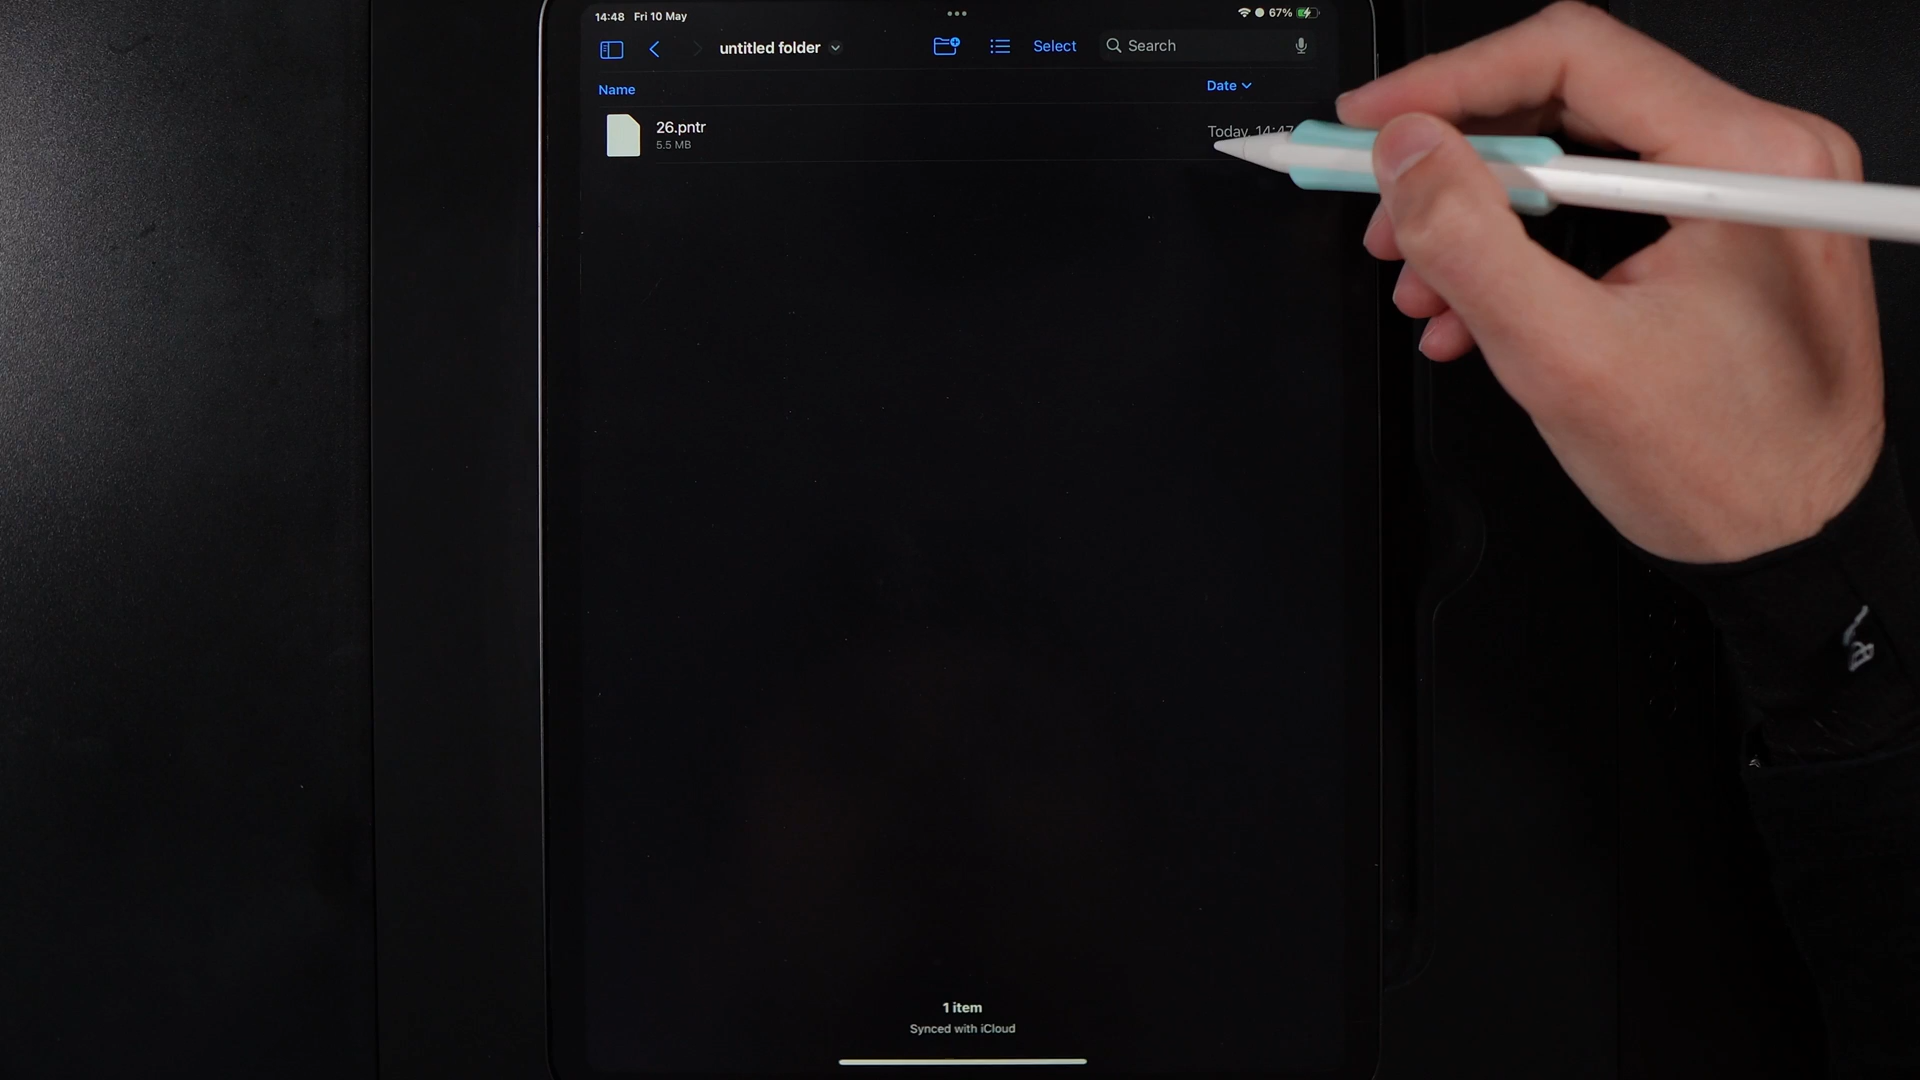 14:48 Fri 10 May
67%
untitled folder
Select
Search
Name
Date
26.pntr
Today, 14:47
5.5 MB
1 item
Synced with iCloud